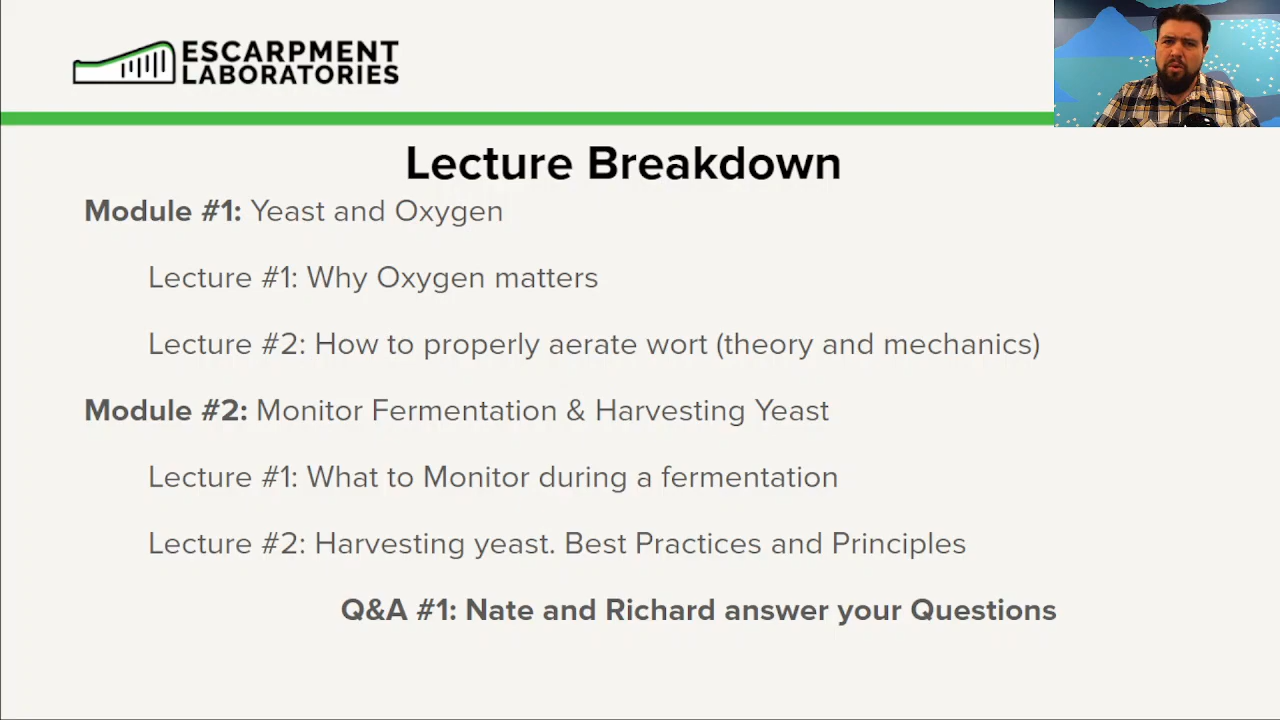 ESCARPMENT
LABORATORIES
Lecture Breakdown
Module #1: Yeast and Oxygen
Lecture #1: Why Oxygen matters
Lecture #2: How to properly aerate wort (theory and mechanics)
Module #2: Monitor Fermentation & Harvesting Yeast
Lecture #1: What to Monitor during a fermentation
Lecture #2: Harvesting yeast. Best Practices and Principles
Q&A #1: Nate and Richard answer your Questions